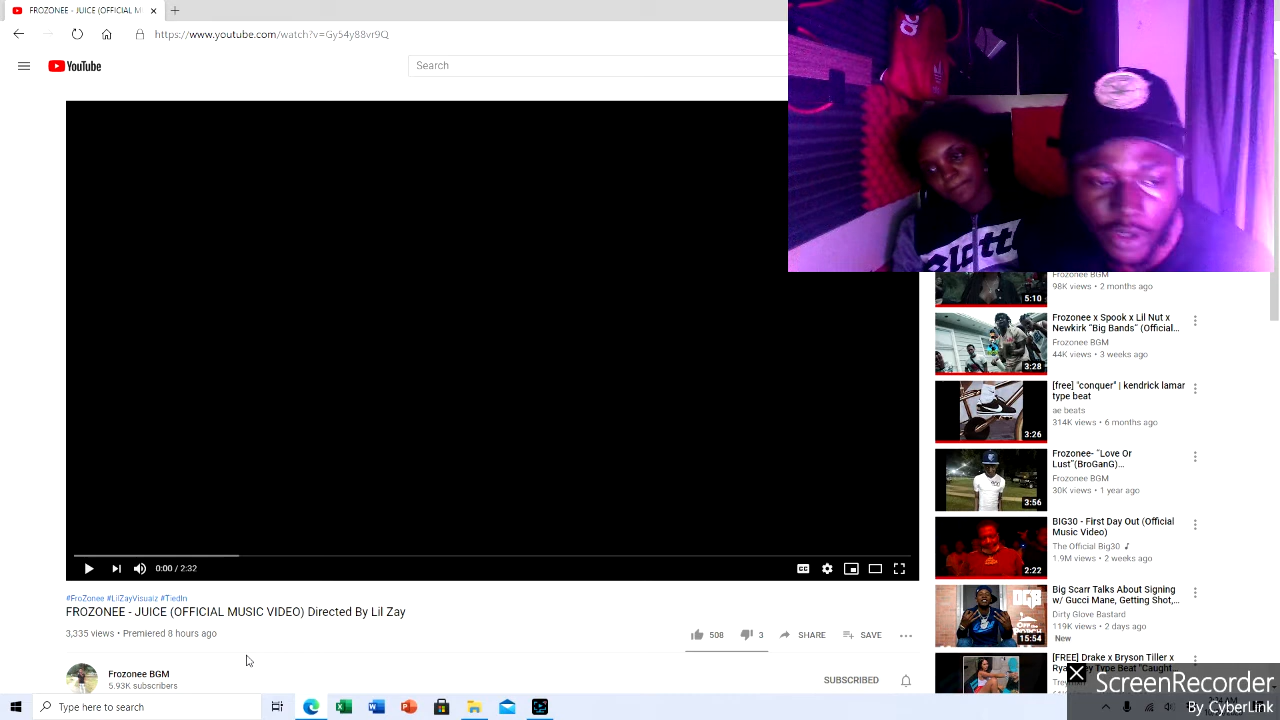 FROZONEE - JUICE (OFFICIAL M
https://www.youtube.com/watch?v=Gy54y88vr9Q
YouTube
Search
0:00 / 2:32
#FroZonee #LilZayVisualz #TiedIn
FROZONEE - JUICE (OFFICIAL MUSIC VIDEO) Directed By Lil Zay
3,335 views • Premiered 8 hours ago
508
3
SHARE
SAVE
Frozonee BGM
5.93K subscribers
SUBSCRIBED
Frozonee BGM
98K views • 2 months ago
5:10
Frozonee x Spook x Lil Nut x
Newkirk "Big Bands" (Official...
Frozonee BGM
44K views • 3 weeks ago
3:28
[free] "conquer" | kendrick lamar
type beat
ae beats
314K views • 6 months ago
3:26
Frozonee- "Love Or
Lust"(BroGanG)...
Frozonee BGM
30K views • 1 year ago
3:56
BIG30 - First Day Out (Official
Music Video)
The Official Big30
1.9M views • 2 weeks ago
2:22
Big Scarr Talks About Signing
w/ Gucci Mane, Getting Shot,...
Dirty Glove Bastard
119K views • 2 days ago
New
15:54
[FREE] Drake x Bryson Tiller x
Type Beat "Caught
ScreenRecorder
By CyberLink
Type here to search